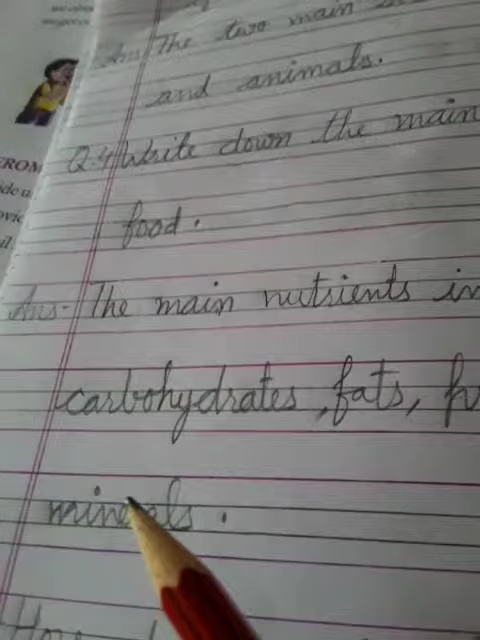 Ans The two main
and animals.
Q.4 Write down the main
food.
Ans- The main nutrients in
carbohydrates, fats,
minerals.
FROM